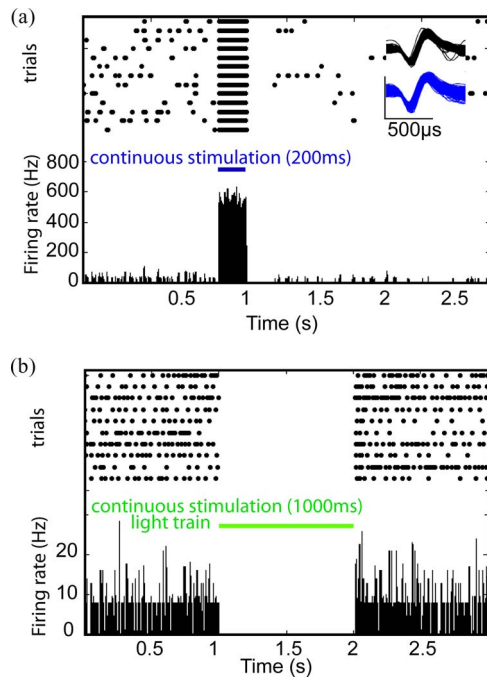 (a)
trials
500µs
continuous stimulation (200ms)
Firing rate (Hz)
800
600
400
200
0
0.5 1 1.5 2 2.5
Time (s)
(b)
trials
continuous stimulation (1000ms)
light train
Firing rate (Hz)
20
10
0
0.5 1 1.5 2 2.5
Time (s)